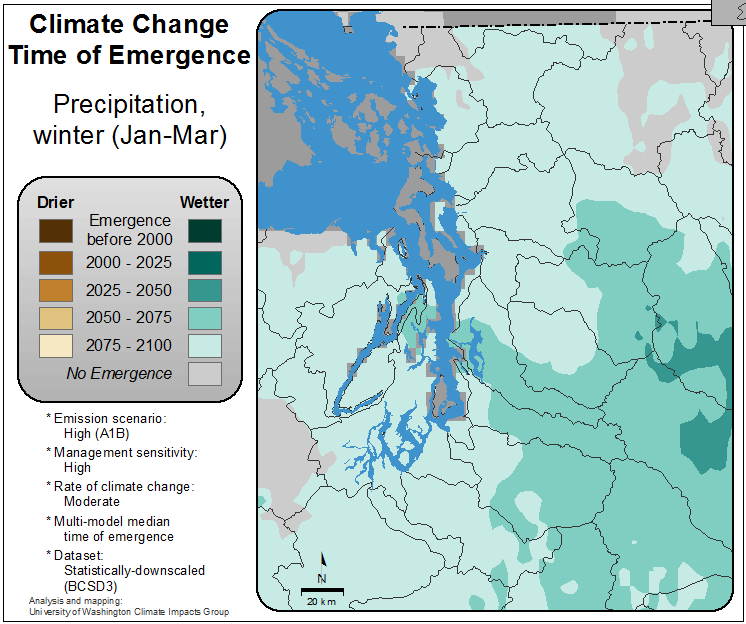 Climate Change
Time of Emergence
Precipitation,
winter (Jan-Mar)
Drier Wetter
Emergence
before 2000
2000 - 2025
2025 - 2050
2050 - 2075
2075 - 2100
No Emergence
* Emission scenario:
High (A1B)
* Management sensitivity:
High
* Rate of climate change:
Moderate
* Multi-model median
time of emergence
* Dataset:
Statistically-downscaled
(BCSD3)
Analysis and mapping:
University of Washington Climate Impacts Group
N
20 km